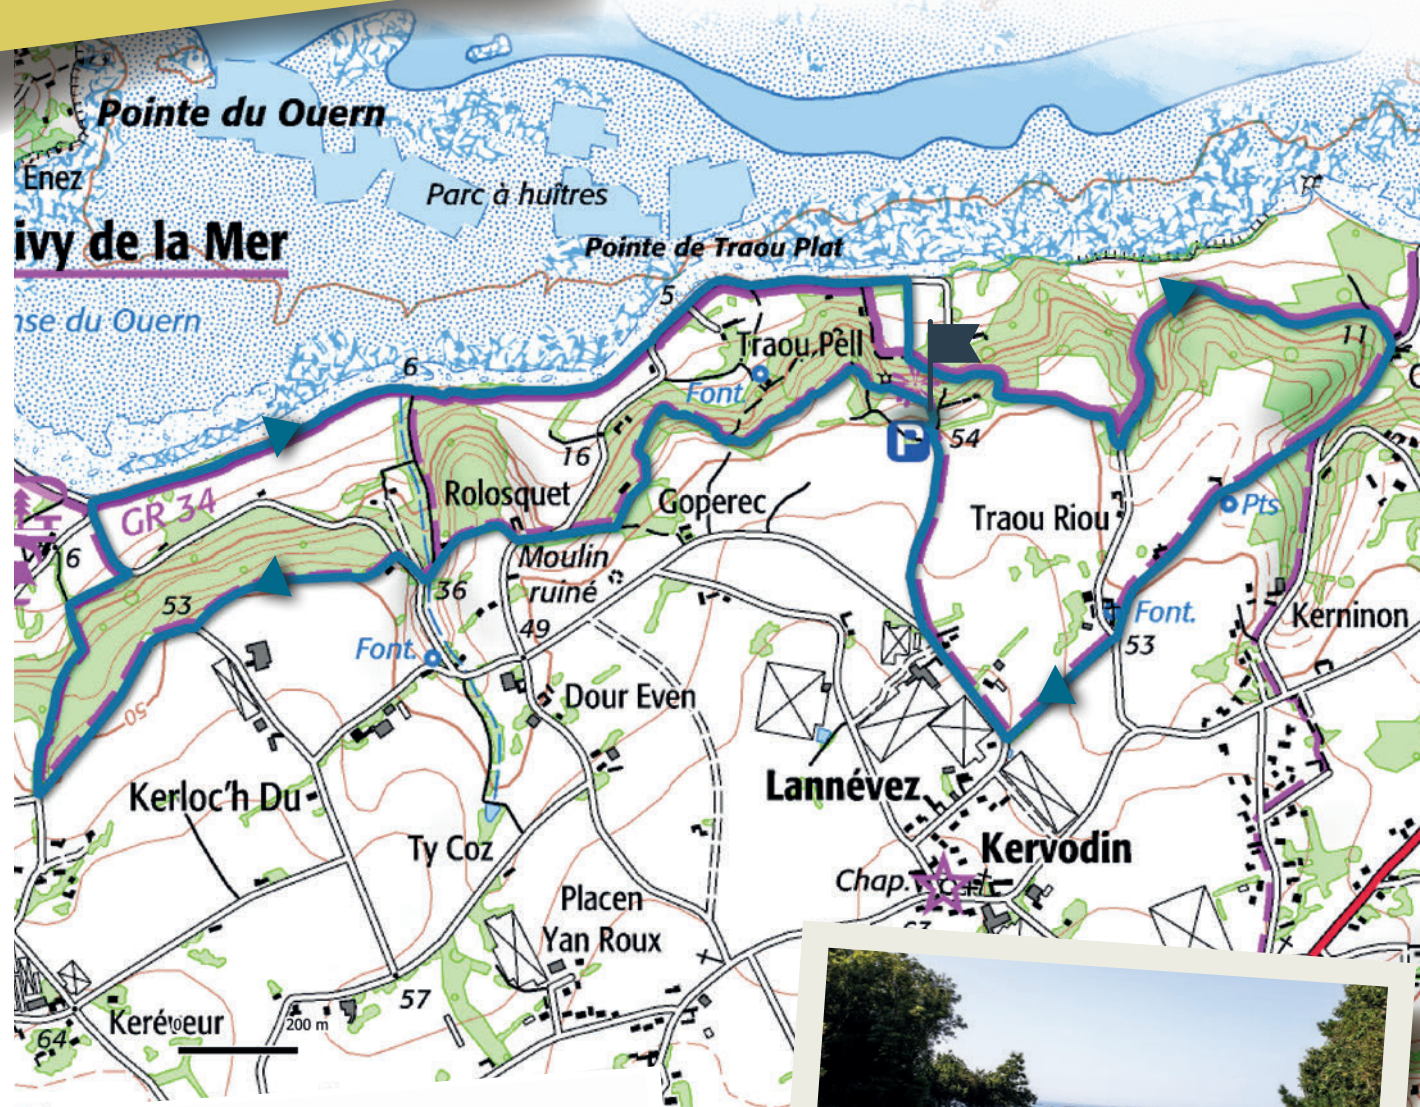 Pointe du Ouern
Enez
Parc à huîtres
ivy de la Mer
Pointe de Traou Plat
nse du Ouern
5
6
11
Traou Pell
Font.
54
P
16
GR 34
Rolosquet
Goperec
Traou Riou
Pts
6
Moulin
ruiné
36
53
49
Font.
Kerninon
53
Font.
Dour Even
50
Kerloc'h Du
Lannévez
Ty Coz
Kervodin
Chap.
Placen
Yan Roux
57
200 m
64